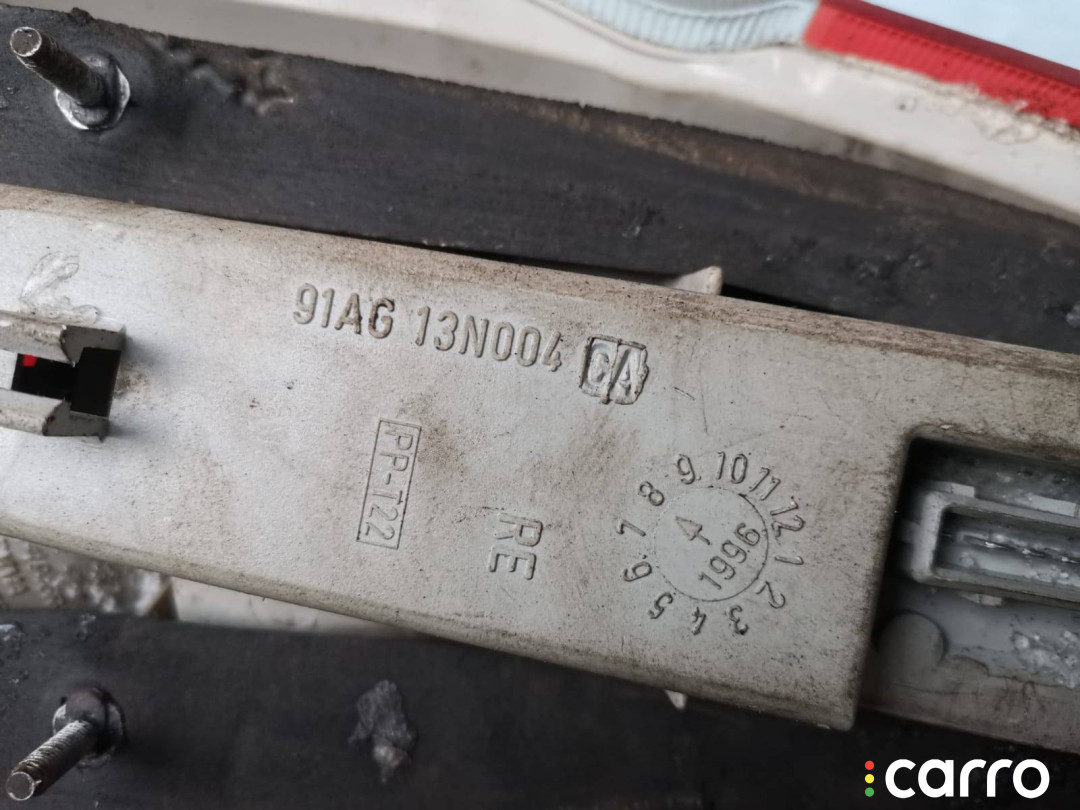 91AG 13N004 CA
PP-T22
RE
1 2 3 4 5 6 7 8 9 10 11 12
1996
carro